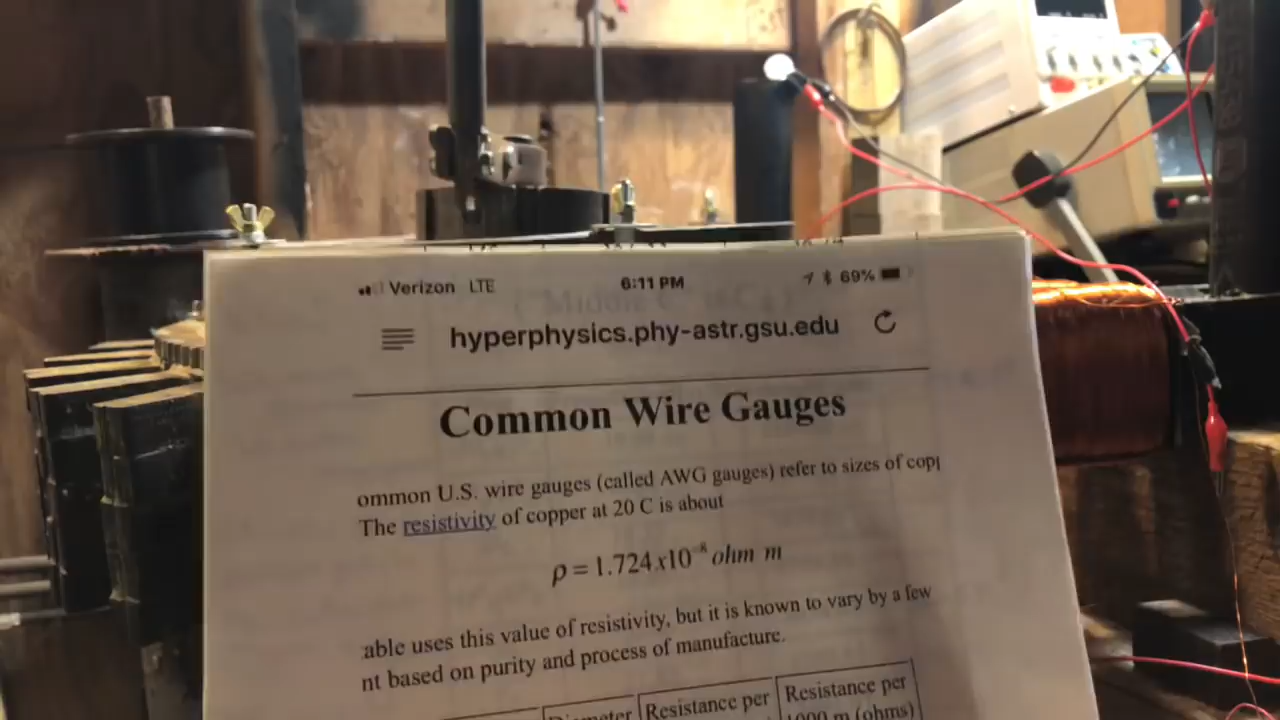 Verizon LTE 6:11 PM 69%
hyperphysics.phy-astr.gsu.edu
Common Wire Gauges
ommon U.S. wire gauges (called AWG gauges) refer to sizes of copp
The resistivity of copper at 20 C is about
ρ = 1.724x10⁻⁸ ohm m
able uses this value of resistivity, but it is known to vary by a few
nt based on purity and process of manufacture.
Diameter Resistance per Resistance per
1000 m (ohms)